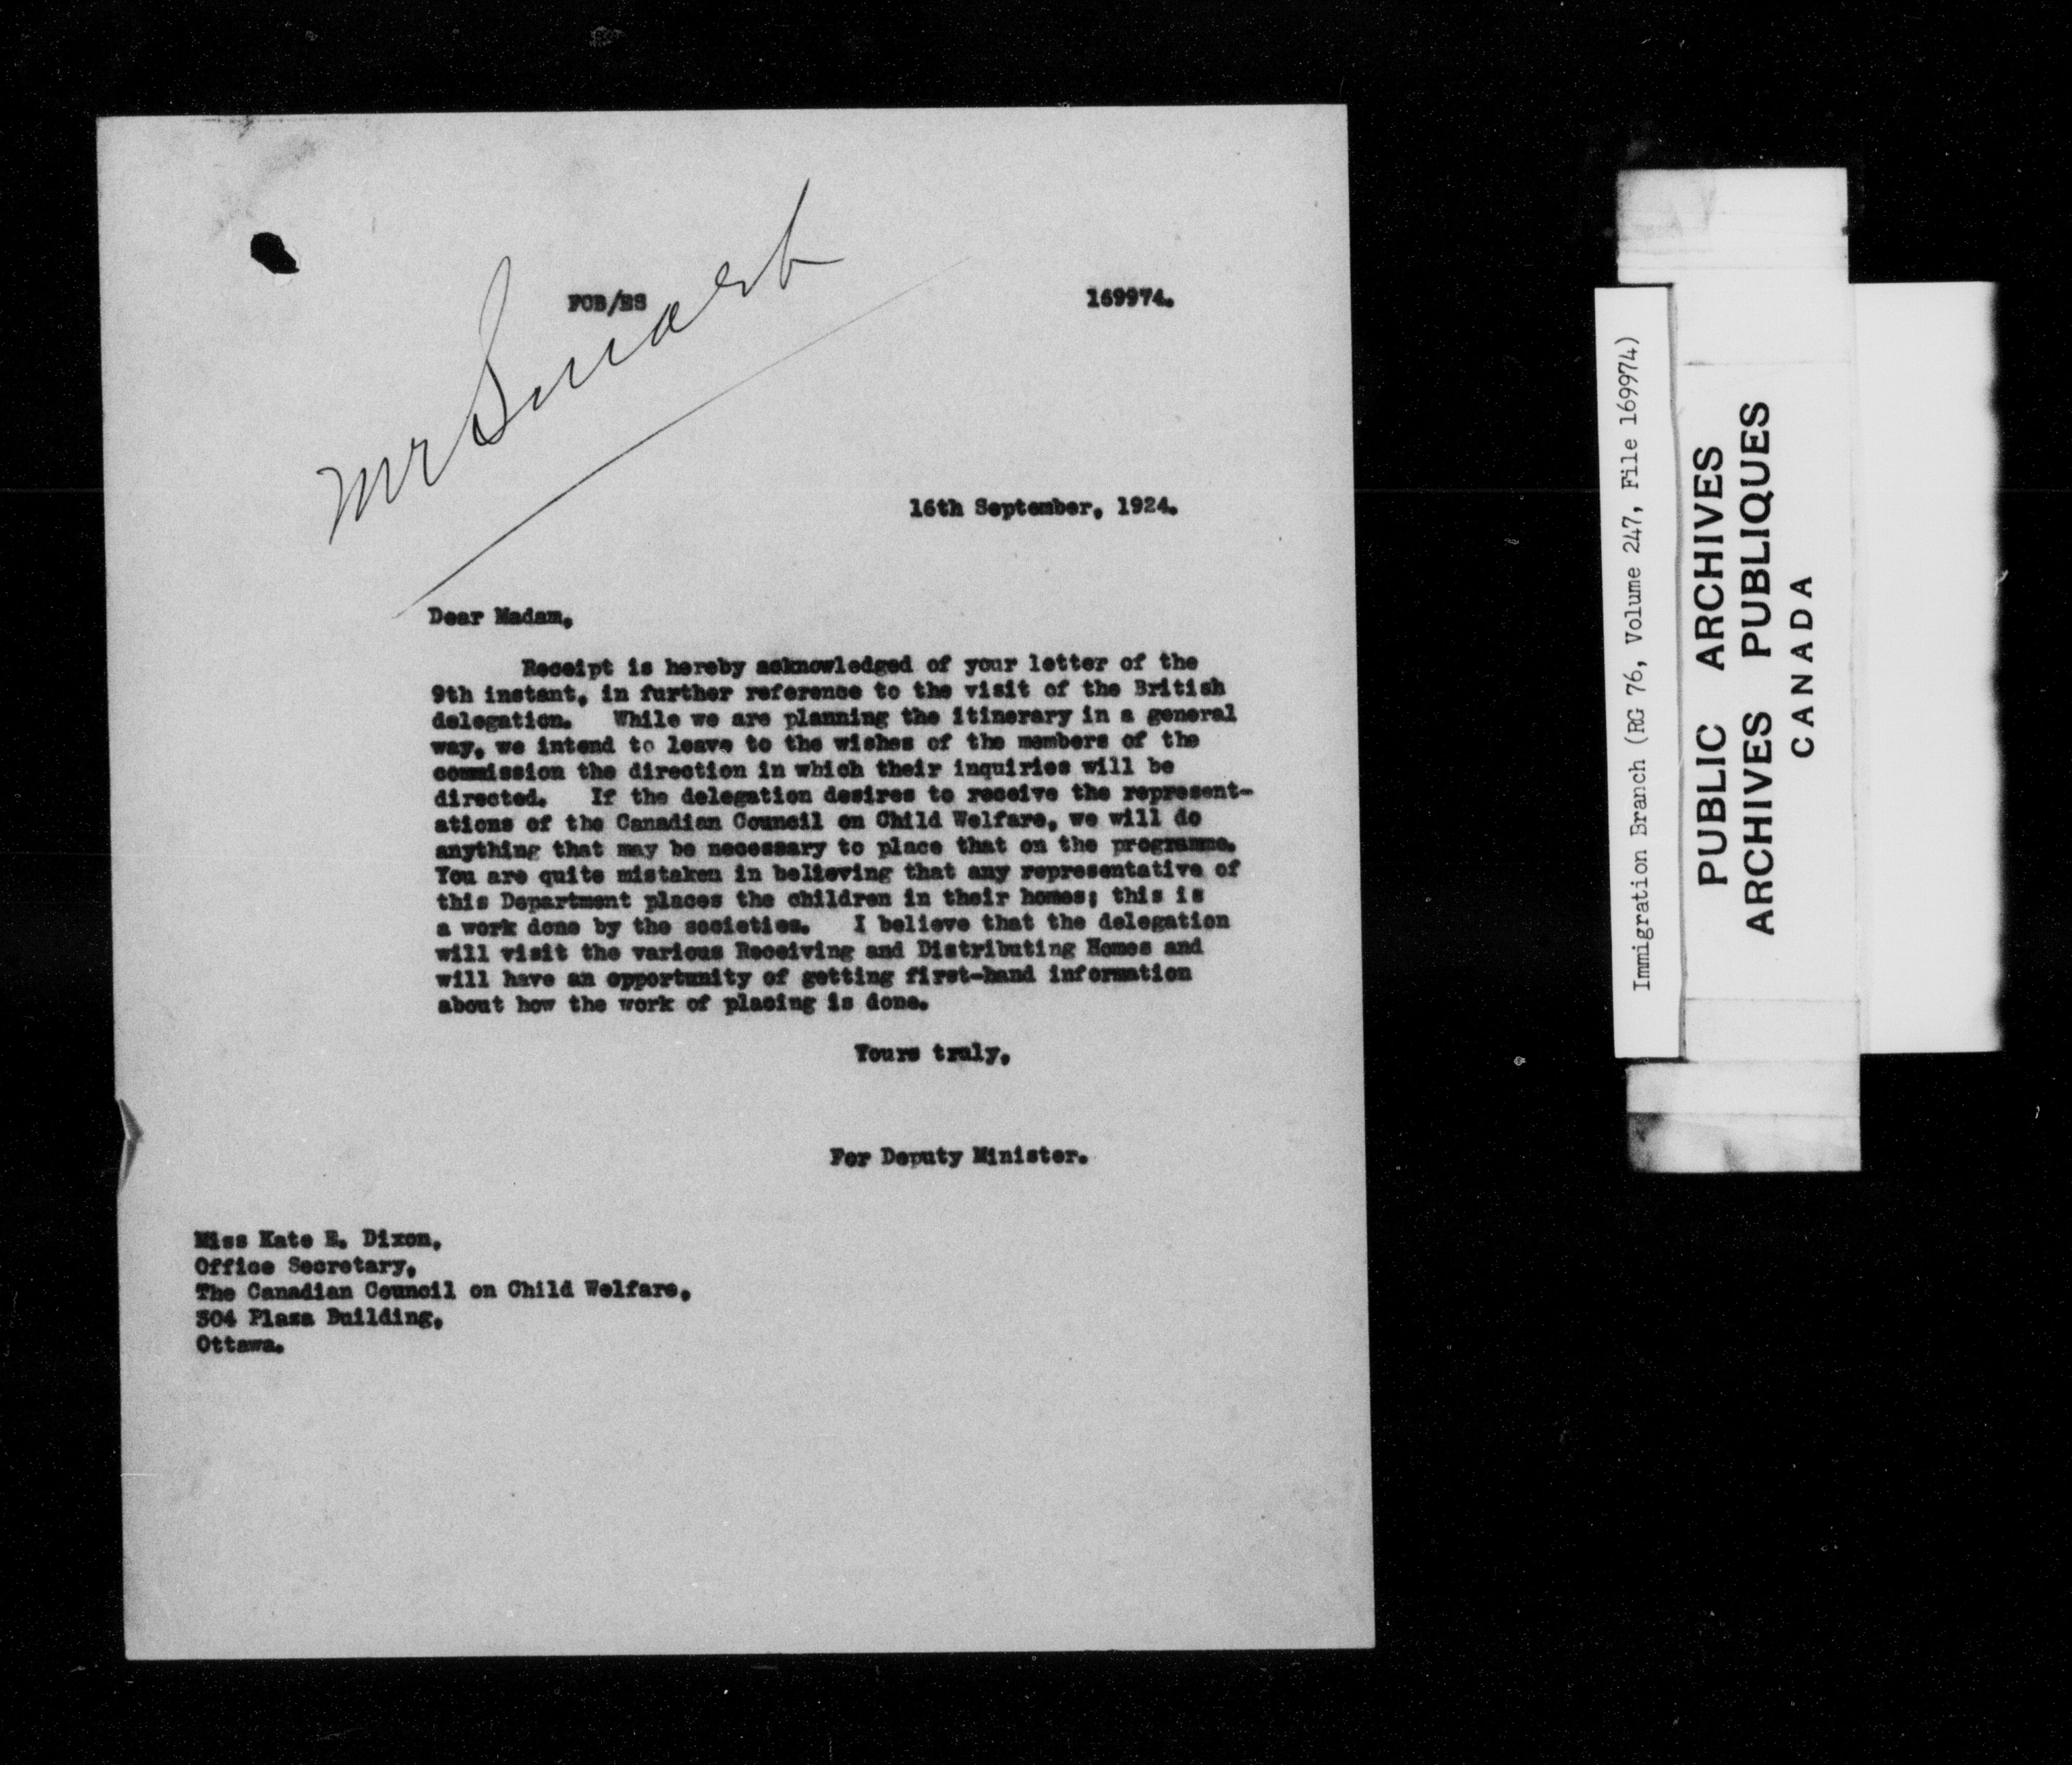 Mr Smart
FCB/ES 169974.
16th September, 1924.
Dear Madam,
Receipt is hereby acknowledged of your letter of the
9th instant, in further reference to the visit of the British
delegation. While we are planning the itinerary in a general
way, we intend to leave to the wishes of the members of the
commission the direction in which their inquiries will be
directed. If the delegation desires to receive the represent-
ations of the Canadian Council on Child Welfare, we will do
anything that may be necessary to place that on the programme.
You are quite mistaken in believing that any representative of
this Department places the children in their homes; this is
a work done by the societies. I believe that the delegation
will visit the various Receiving and Distributing Homes and
will have an opportunity of getting first-hand information
about how the work of placing is done.
Yours truly,
For Deputy Minister.
Miss Kate E. Dixon,
Office Secretary,
The Canadian Council on Child Welfare,
304 Plaza Building,
Ottawa.
Immigration Branch (RG 76, Volume 247, File 169974)
PUBLIC ARCHIVES
ARCHIVES PUBLIQUES
CANADA